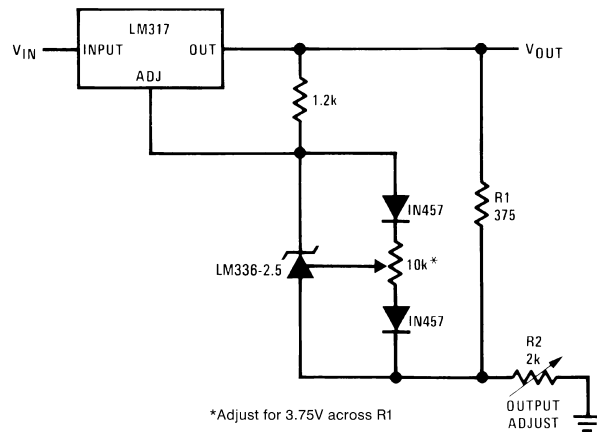 LM317
V_IN
INPUT
OUT
V_OUT
ADJ
1.2k
R1
375
IN457
LM336-2.5
10k*
IN457
R2
2k
OUTPUT
ADJUST
*Adjust for 3.75V across R1